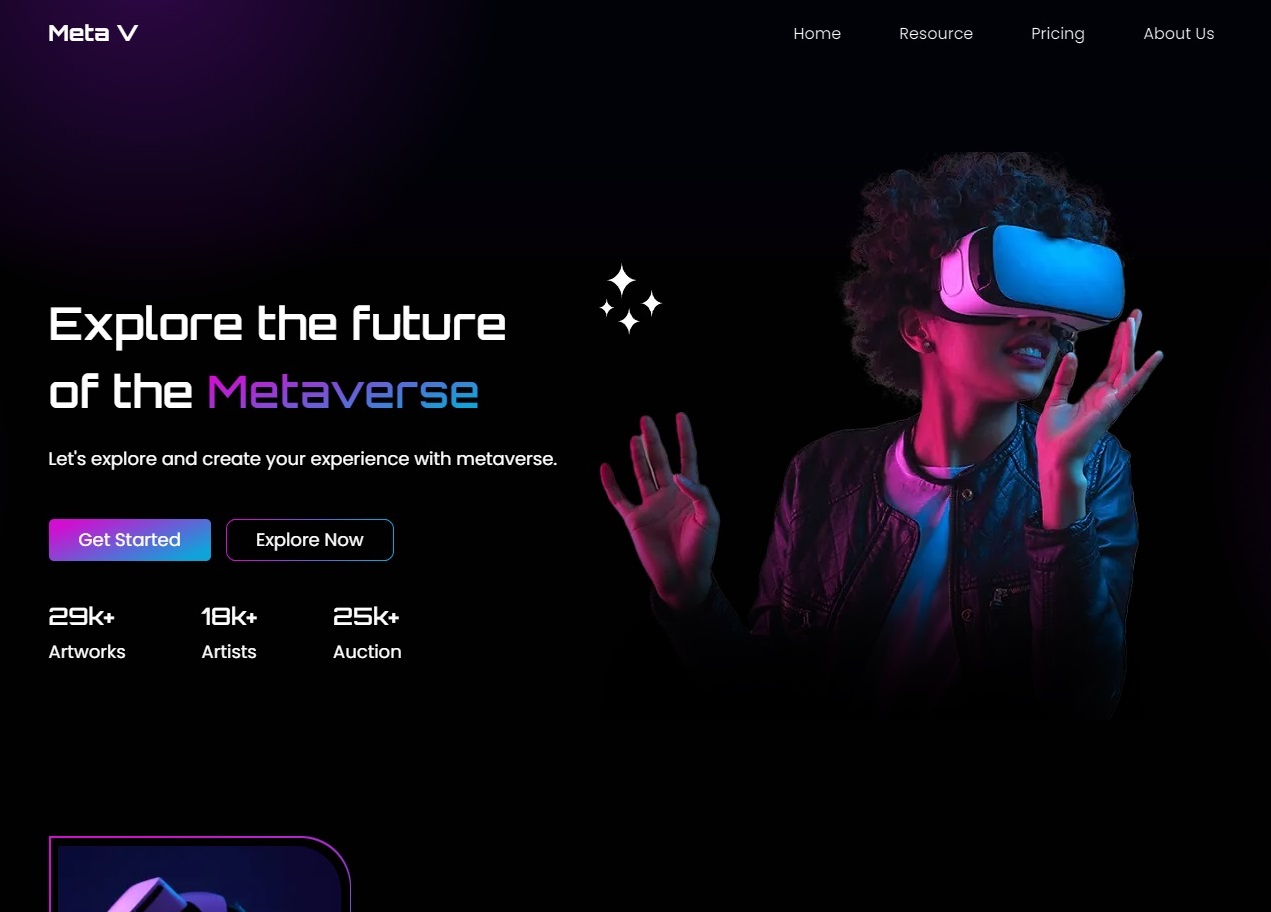 Meta V
Home
Resource
Pricing
About Us
Explore the future
of the Metaverse
Let's explore and create your experience with metaverse.
Get Started
Explore Now
29k+
18k+
25k+
Artworks
Artists
Auction